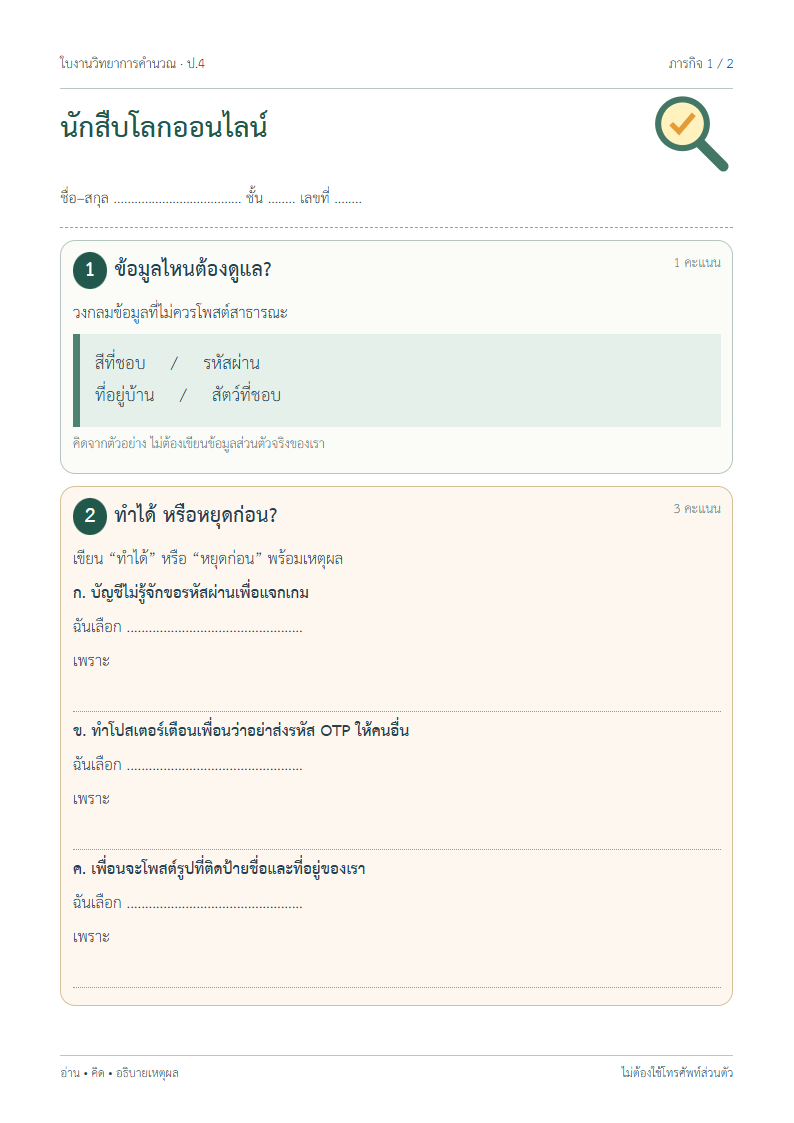 ใบงานวิทยาการคำนวณ · ป.4
ภารกิจ 1 / 2
นักสืบโลกออนไลน์
ชื่อ–สกุล .................................... ชั้น ........ เลขที่ ........
1 ข้อมูลไหนต้องดูแล?
1 คะแนน
วงกลมข้อมูลที่ไม่ควรโพสต์สาธารณะ
สีที่ชอบ / รหัสผ่าน
ที่อยู่บ้าน / สัตว์ที่ชอบ
คิดจากตัวอย่าง ไม่ต้องเขียนข้อมูลส่วนตัวจริงของเรา
2 ทำได้ หรือหยุดก่อน?
3 คะแนน
เขียน “ทำได้” หรือ “หยุดก่อน” พร้อมเหตุผล
ก. บัญชีไม่รู้จักขอรหัสผ่านเพื่อแจกเกม
ฉันเลือก ................................................
เพราะ
ข. ทำโปสเตอร์เตือนเพื่อนว่าอย่าส่งรหัส OTP ให้คนอื่น
ฉันเลือก ................................................
เพราะ
ค. เพื่อนจะโพสต์รูปที่ติดป้ายชื่อและที่อยู่ของเรา
ฉันเลือก ................................................
เพราะ
อ่าน • คิด • อธิบายเหตุผล
ไม่ต้องใช้โทรศัพท์ส่วนตัว